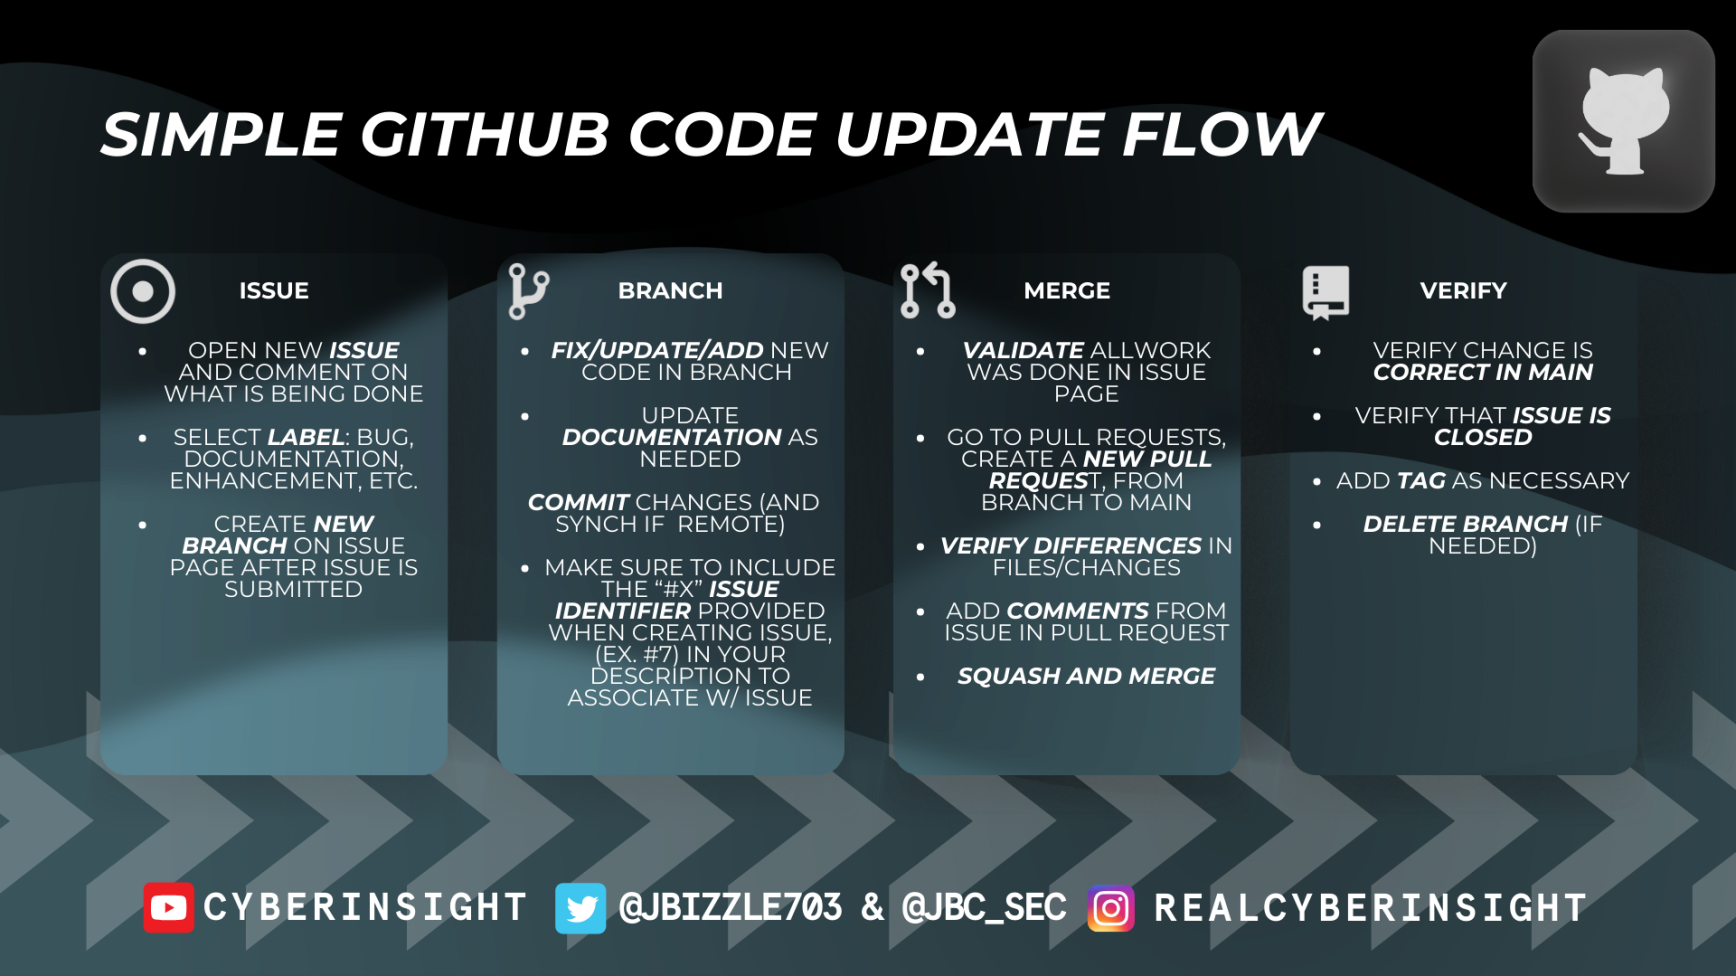 SIMPLE GITHUB CODE UPDATE FLOW
ISSUE
• OPEN NEW ISSUE
AND COMMENT ON
WHAT IS BEING DONE
• SELECT LABEL: BUG,
DOCUMENTATION,
ENHANCEMENT, ETC.
• CREATE NEW
BRANCH ON ISSUE
PAGE AFTER ISSUE IS
SUBMITTED
BRANCH
• FIX/UPDATE/ADD NEW
CODE IN BRANCH
• UPDATE
DOCUMENTATION AS
NEEDED
COMMIT CHANGES (AND
SYNCH IF  REMOTE)
• MAKE SURE TO INCLUDE
THE “#X” ISSUE
IDENTIFIER PROVIDED
WHEN CREATING ISSUE,
(EX. #7) IN YOUR
DESCRIPTION TO
ASSOCIATE W/ ISSUE
MERGE
• VALIDATE ALLWORK
WAS DONE IN ISSUE
PAGE
• GO TO PULL REQUESTS,
CREATE A NEW PULL
REQUEST, FROM
BRANCH TO MAIN
• VERIFY DIFFERENCES IN
FILES/CHANGES
• ADD COMMENTS FROM
ISSUE IN PULL REQUEST
• SQUASH AND MERGE
VERIFY
• VERIFY CHANGE IS
CORRECT IN MAIN
• VERIFY THAT ISSUE IS
CLOSED
• ADD TAG AS NECESSARY
• DELETE BRANCH (IF
NEEDED)
CYBERINSIGHT @JBIZZLE703 & @JBC_SEC REALCYBERINSIGHT